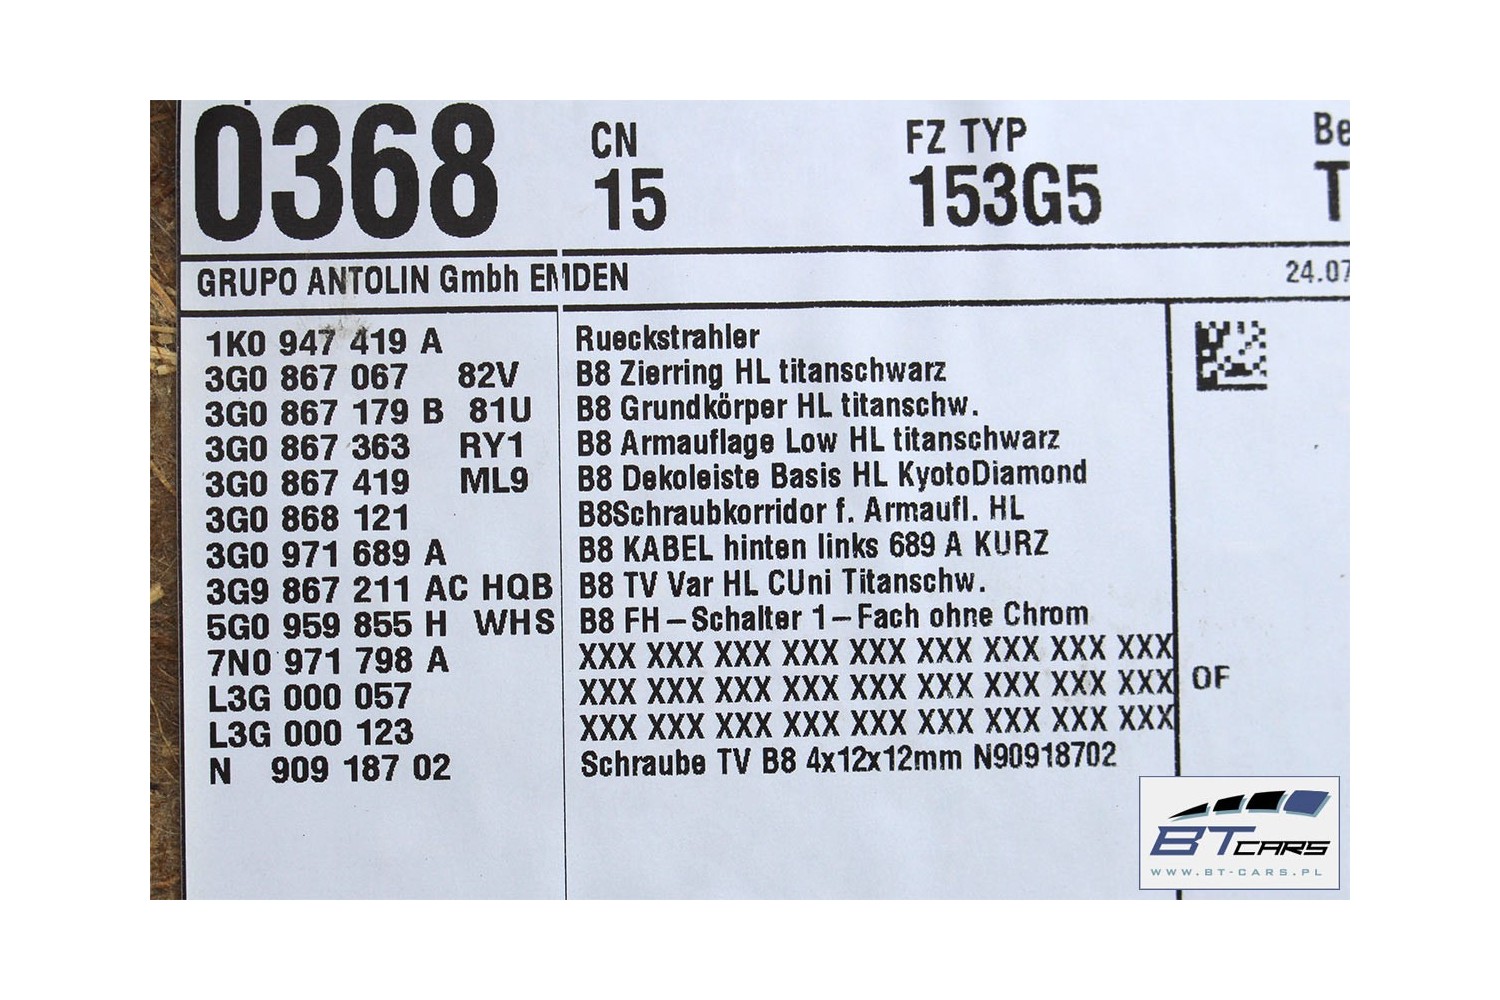 0368 CN FZ TYP Be
15 153G5 T
GRUPO ANTOLIN Gmbh EMDEN 24.07
1K0 947 419 A Rueckstrahler
3G0 867 067 82V B8 Zierring HL titanschwarz
3G0 867 179 B 81U B8 Grundkörper HL titanschw.
3G0 867 363 RY1 B8 Armauflage Low HL titanschwarz
3G0 867 419 ML9 B8 Dekoleiste Basis HL KyotoDiamond
3G0 868 121 B8Schraubkorridor f. Armaufl. HL
3G0 971 689 A B8 KABEL hinten links 689 A KURZ
3G9 867 211 AC HQB B8 TV Var HL CUni Titanschw.
5G0 959 855 H WHS B8 FH-Schalter 1-Fach ohne Chrom
7N0 971 798 A XXX XXX XXX XXX XXX XXX XXX XXX XXX
L3G 000 057 XXX XXX XXX XXX XXX XXX XXX XXX XXX OF
L3G 000 123 XXX XXX XXX XXX XXX XXX XXX XXX XXX
N 909 187 02 Schraube TV B8 4x12x12mm N90918702
BT CARS
WWW.BT-CARS.PL